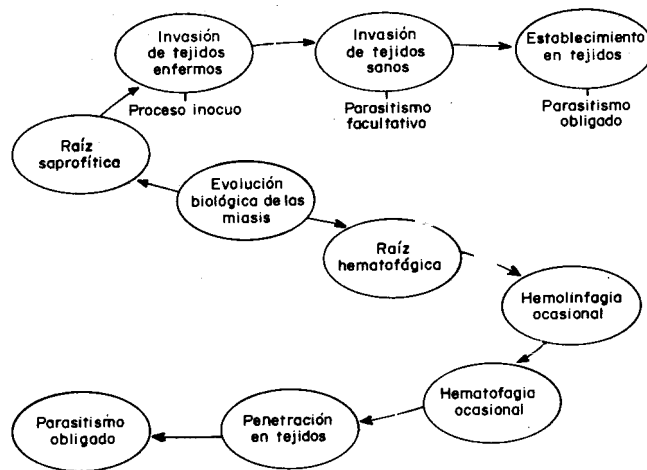 Invasión
de tejidos
enfermos
Invasión
de tejidos
sanos
Establecimiento
en tejidos
Proceso inocuo
Parasitismo
facultativo
Parasitismo
obligado
Raíz
saprofítica
Evolución
biológica de las
miasis
Raíz
hematofágica
Hemolinfagia
ocasional
Hematofagia
ocasional
Penetración
en tejidos
Parasitismo
obligado